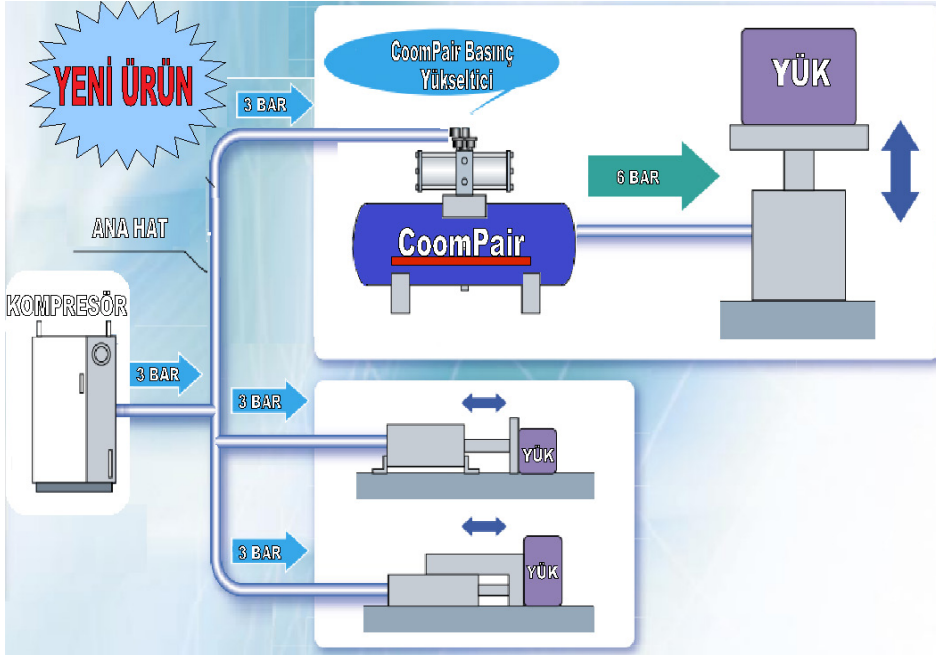 YENİ ÜRÜN
CoomPair Basınç
Yükseltici
YÜK
3 BAR
6 BAR
ANA HAT
CoomPair
KOMPRESÖR
3 BAR
3 BAR
YÜK
3 BAR
YÜK